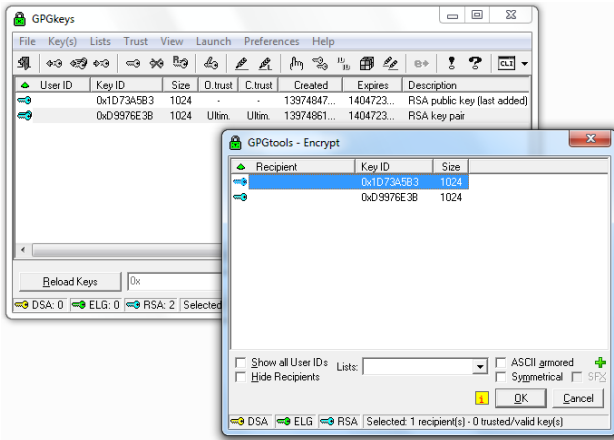 GPGkeys
File Key(s) Lists Trust View Launch Preferences Help
CLI
User ID Key ID Size O.trust C.trust Created Expires Description
0x1D73A5B3 1024 - - 13974847... 1404723... RSA public key (last added)
0xD9976E3B 1024 Ultim. Ultim. 13974861... 1404723... RSA key pair
GPGtools - Encrypt
Recipient Key ID Size
0x1D73A5B3 1024
0xD9976E3B 1024
Reload Keys 0x
DSA: 0 ELG: 0 RSA: 2 Selected
Show all User IDs Lists: ASCII armored
Hide Recipients Symmetrical SFX
OK Cancel
DSA ELG RSA Selected: 1 recipient(s) - 0 trusted/valid key(s)